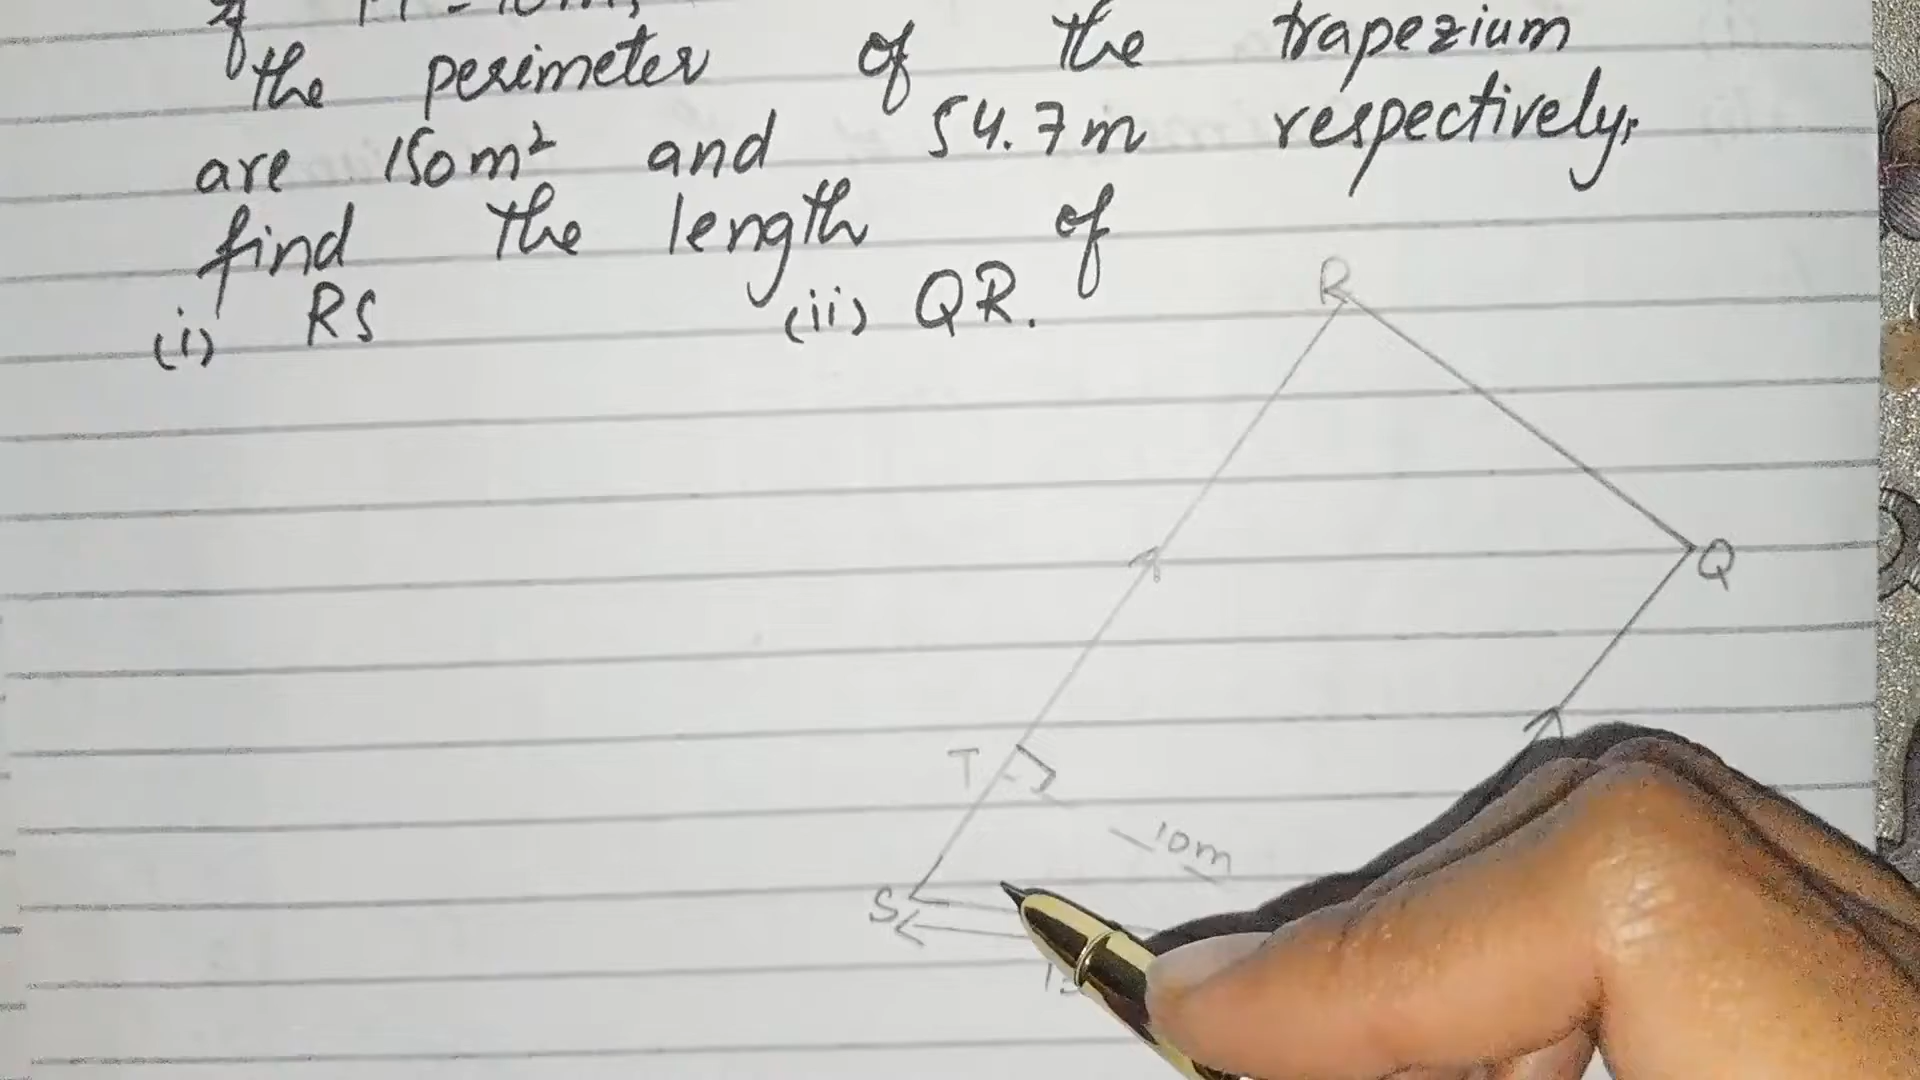 the perimeter of the trapezium
are 150m² and 54.7m respectively,
find the length of
(i) RS (ii) QR.
R
Q
T
10m
S